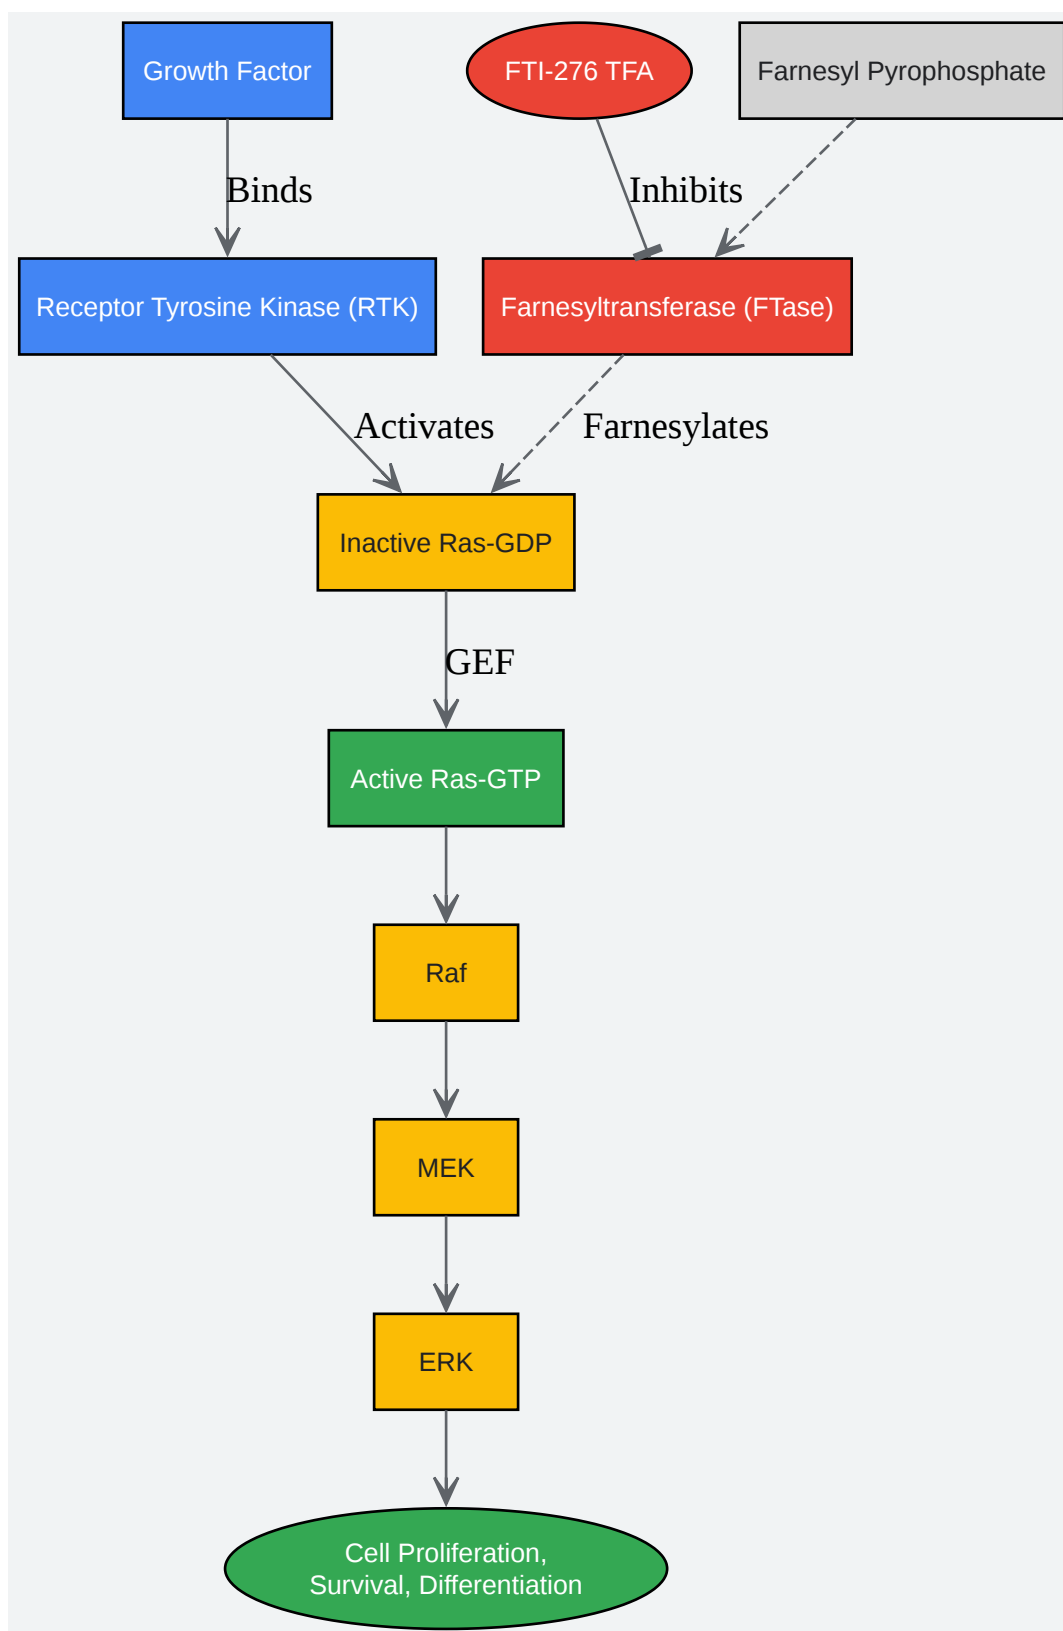 Growth Factor
FTI-276 TFA
Farnesyl Pyrophosphate
Binds
Inhibits
Receptor Tyrosine Kinase (RTK)
Farnesyltransferase (FTase)
Activates
Farnesylates
Inactive Ras-GDP
GEF
Active Ras-GTP
Raf
MEK
ERK
Cell Proliferation,
Survival, Differentiation